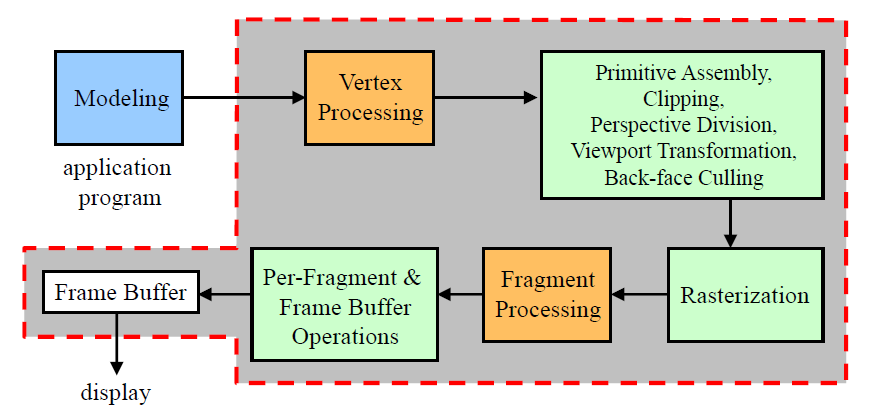 Modeling
application
program
Vertex
Processing
Primitive Assembly,
Clipping,
Perspective Division,
Viewport Transformation,
Back-face Culling
Rasterization
Fragment
Processing
Per-Fragment &
Frame Buffer
Operations
Frame Buffer
display